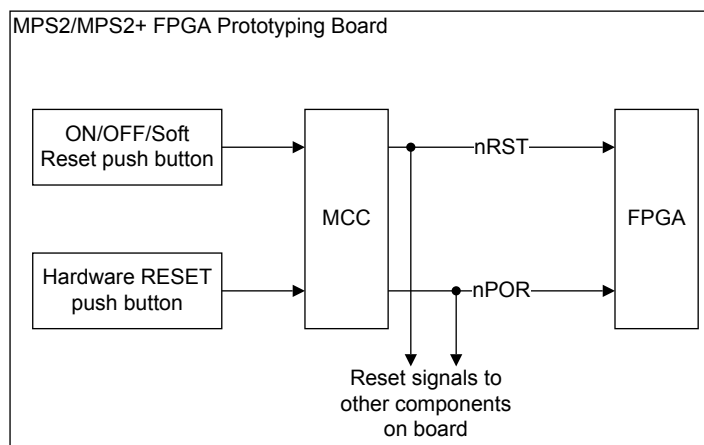 MPS2/MPS2+ FPGA Prototyping Board
ON/OFF/Soft
Reset push button
nRST
MCC
FPGA
Hardware RESET
push button
nPOR
Reset signals to
other components
on board